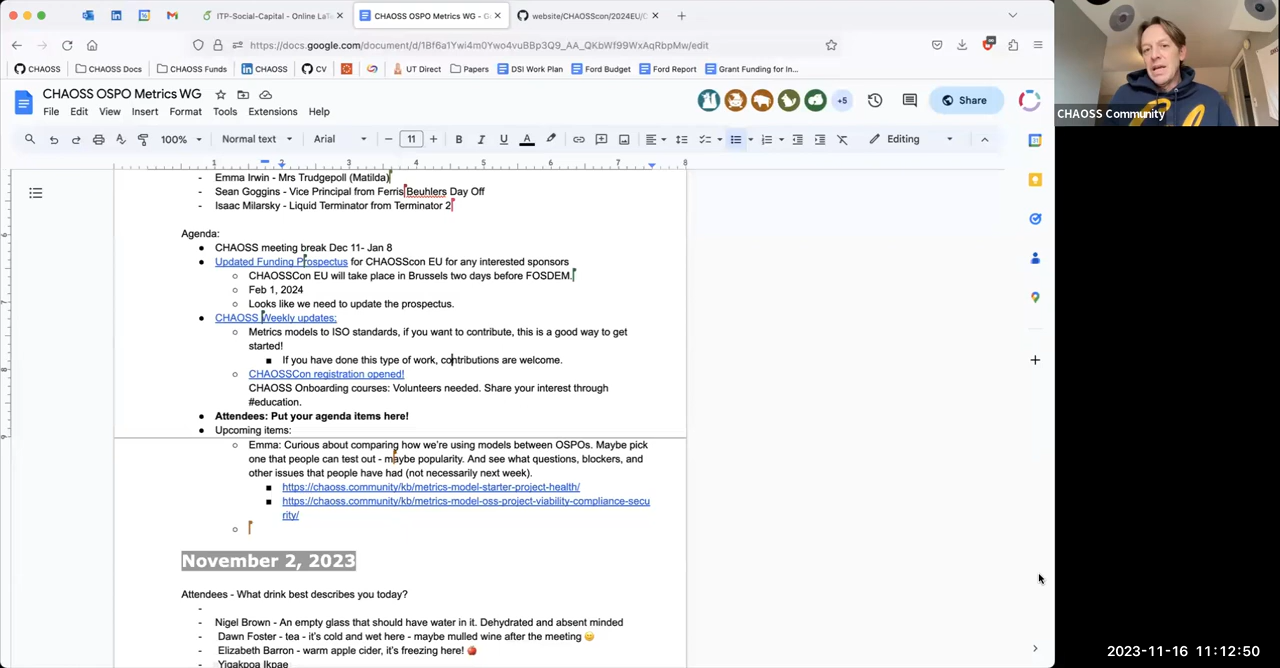 ITP-Social-Capital - Online LaTe
CHAOSS OSPO Metrics WG - G
website/CHAOSScon/2024EU/C
https://docs.google.com/document/d/1Bf6a1Ywi4m0Ywo4vuBBp3Q9_AA_QKbWf99WxAqRbpMw/edit
CHAOSS
CHAOSS Docs
CHAOSS Funds
CHAOSS
CV
UT Direct
Papers
DSI Work Plan
Ford Budget
Ford Report
Grant Funding for In...
CHAOSS OSPO Metrics WG
File Edit View Insert Format Tools Extensions Help
+5
Share
100%
Normal text
Arial
11
Editing
1 2 3 4 5 6 7 8
- Emma Irwin - Mrs Trudgepoll (Matilda)
- Sean Goggins - Vice Principal from Ferris Beuhlers Day Off
- Isaac Milarsky - Liquid Terminator from Terminator 2
Agenda:
● CHAOSS meeting break Dec 11- Jan 8
● Updated Funding Prospectus for CHAOSScon EU for any interested sponsors
○ CHAOSSCon EU will take place in Brussels two days before FOSDEM.
○ Feb 1, 2024
○ Looks like we need to update the prospectus.
● CHAOSS Weekly updates:
○ Metrics models to ISO standards, if you want to contribute, this is a good way to get
started!
■ If you have done this type of work, contributions are welcome.
○ CHAOSSCon registration opened!
CHAOSS Onboarding courses: Volunteers needed. Share your interest through
#education.
● Attendees: Put your agenda items here!
● Upcoming items:
○ Emma: Curious about comparing how we're using models between OSPOs. Maybe pick
one that people can test out - maybe popularity. And see what questions, blockers, and
other issues that people have had (not necessarily next week).
■ https://chaoss.community/kb/metrics-model-starter-project-health/
■ https://chaoss.community/kb/metrics-model-oss-project-viability-compliance-secu
rity/
November 2, 2023
Attendees - What drink best describes you today?
-
- Nigel Brown - An empty glass that should have water in it. Dehydrated and absent minded
- Dawn Foster - tea - it's cold and wet here - maybe mulled wine after the meeting 😀
- Elizabeth Barron - warm apple cider, it's freezing here! 🍎
- Yigakpoa Ikpae
CHAOSS Community
2023-11-16 11:12:50